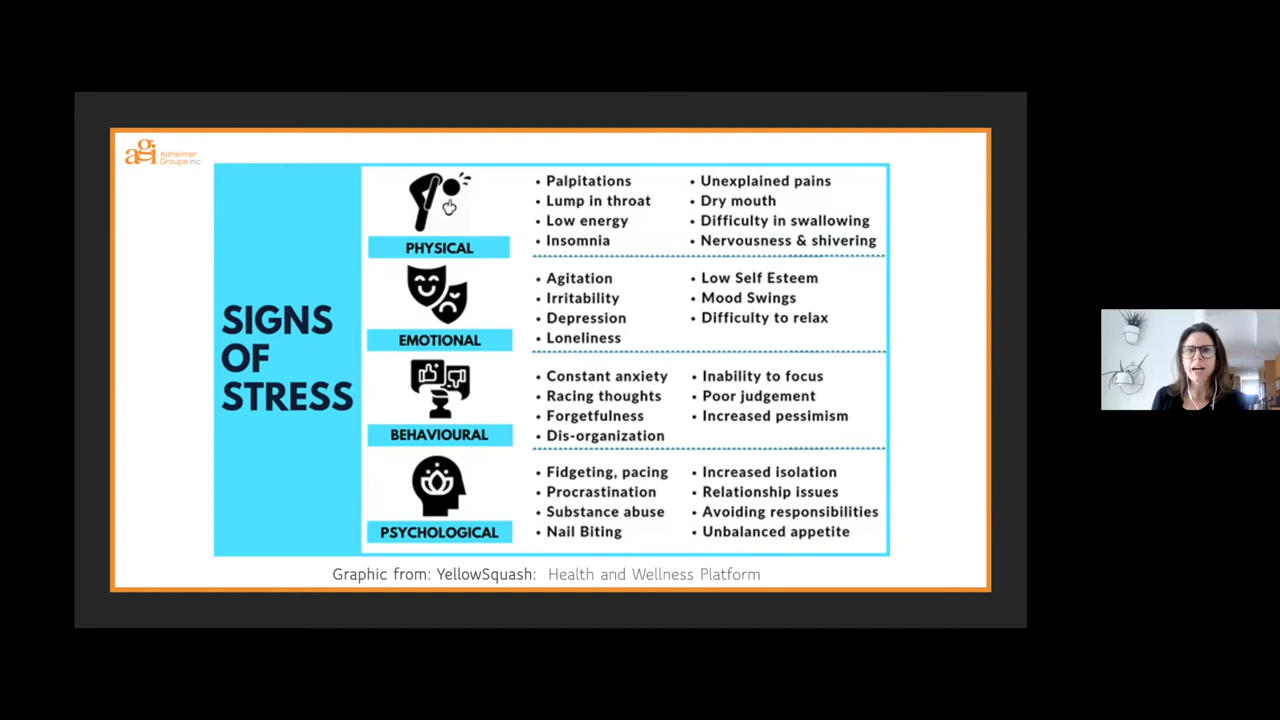 agi Alzheimer
Groupe Inc
SIGNS
OF
STRESS
PHYSICAL
• Palpitations
• Lump in throat
• Low energy
• Insomnia
• Unexplained pains
• Dry mouth
• Difficulty in swallowing
• Nervousness & shivering
EMOTIONAL
• Agitation
• Irritability
• Depression
• Loneliness
• Low Self Esteem
• Mood Swings
• Difficulty to relax
BEHAVIOURAL
• Constant anxiety
• Racing thoughts
• Forgetfulness
• Dis-organization
• Inability to focus
• Poor judgement
• Increased pessimism
PSYCHOLOGICAL
• Fidgeting, pacing
• Procrastination
• Substance abuse
• Nail Biting
• Increased isolation
• Relationship issues
• Avoiding responsibilities
• Unbalanced appetite
Graphic from: YellowSquash: Health and Wellness Platform